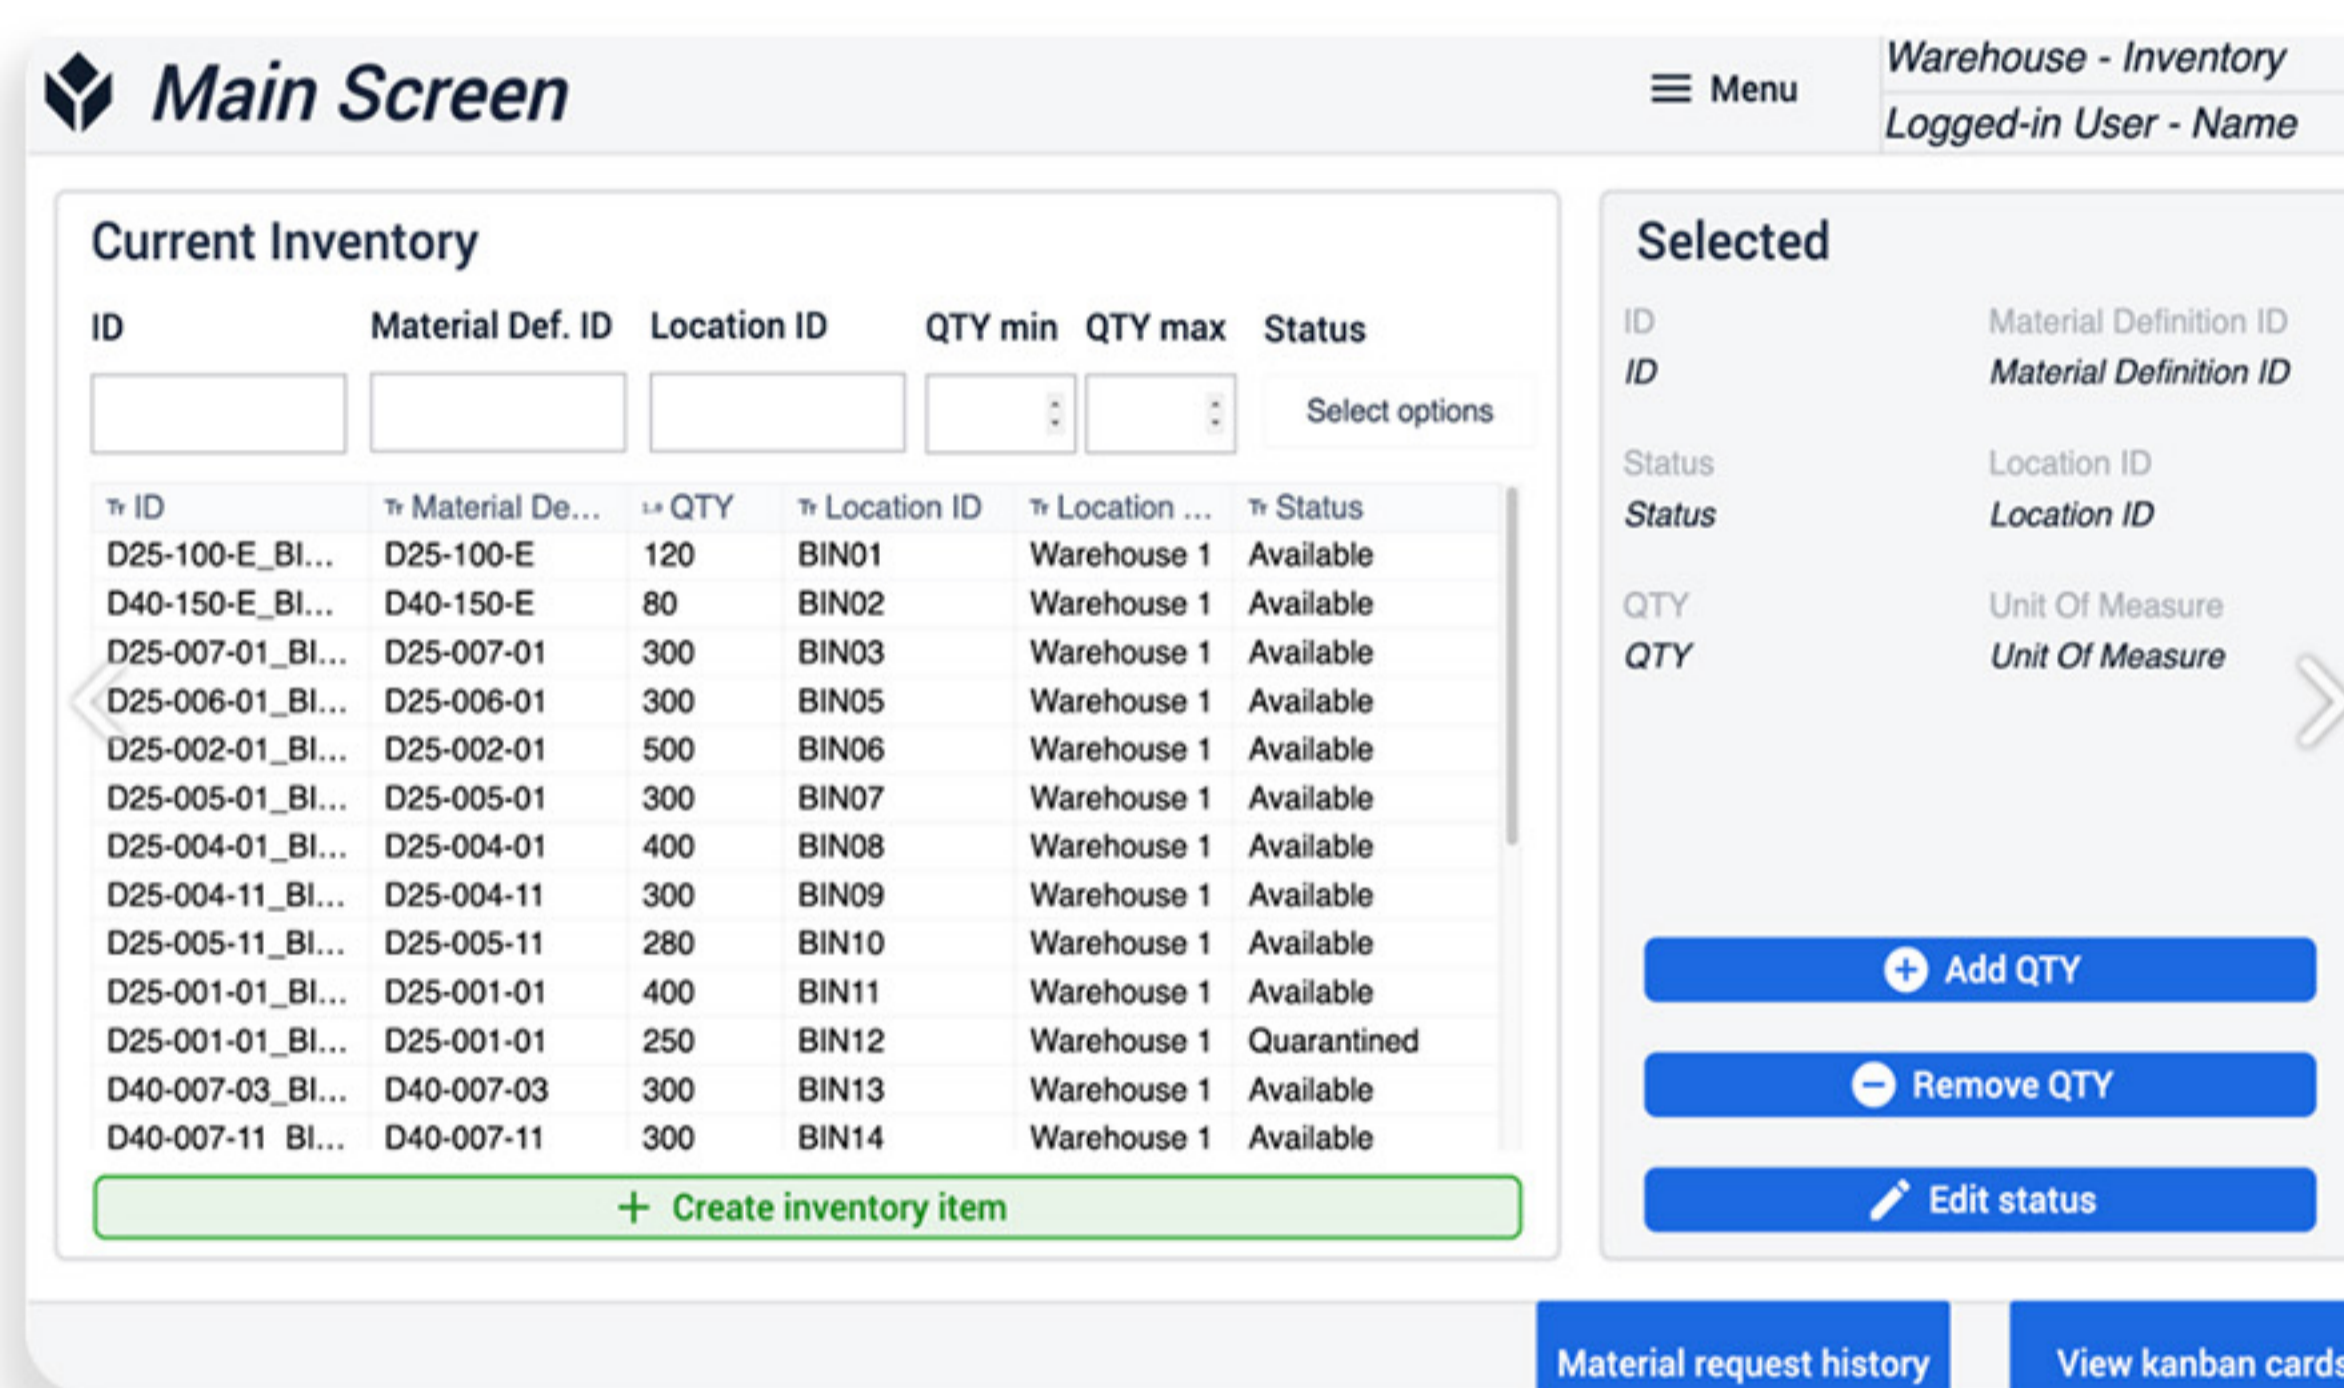 Main Screen
Menu
Warehouse - Inventory
Logged-in User - Name
Current Inventory
ID Material Def. ID Location ID QTY min QTY max Status
Select options
Tr ID Tr Material De... QTY Tr Location ID Tr Location ... Tr Status
D25-100-E_BI... D25-100-E 120 BIN01 Warehouse 1 Available
D40-150-E_BI... D40-150-E 80 BIN02 Warehouse 1 Available
D25-007-01_BI... D25-007-01 300 BIN03 Warehouse 1 Available
D25-006-01_BI... D25-006-01 300 BIN05 Warehouse 1 Available
D25-002-01_BI... D25-002-01 500 BIN06 Warehouse 1 Available
D25-005-01_BI... D25-005-01 300 BIN07 Warehouse 1 Available
D25-004-01_BI... D25-004-01 400 BIN08 Warehouse 1 Available
D25-004-11_BI... D25-004-11 300 BIN09 Warehouse 1 Available
D25-005-11_BI... D25-005-11 280 BIN10 Warehouse 1 Available
D25-001-01_BI... D25-001-01 400 BIN11 Warehouse 1 Available
D25-001-01_BI... D25-001-01 250 BIN12 Warehouse 1 Quarantined
D40-007-03_BI... D40-007-03 300 BIN13 Warehouse 1 Available
D40-007-11 BI... D40-007-11 300 BIN14 Warehouse 1 Available
+ Create inventory item
Selected
ID Material Definition ID
ID Material Definition ID
Status Location ID
Status Location ID
QTY Unit Of Measure
QTY Unit Of Measure
Add QTY
Remove QTY
Edit status
Material request history
View kanban cards